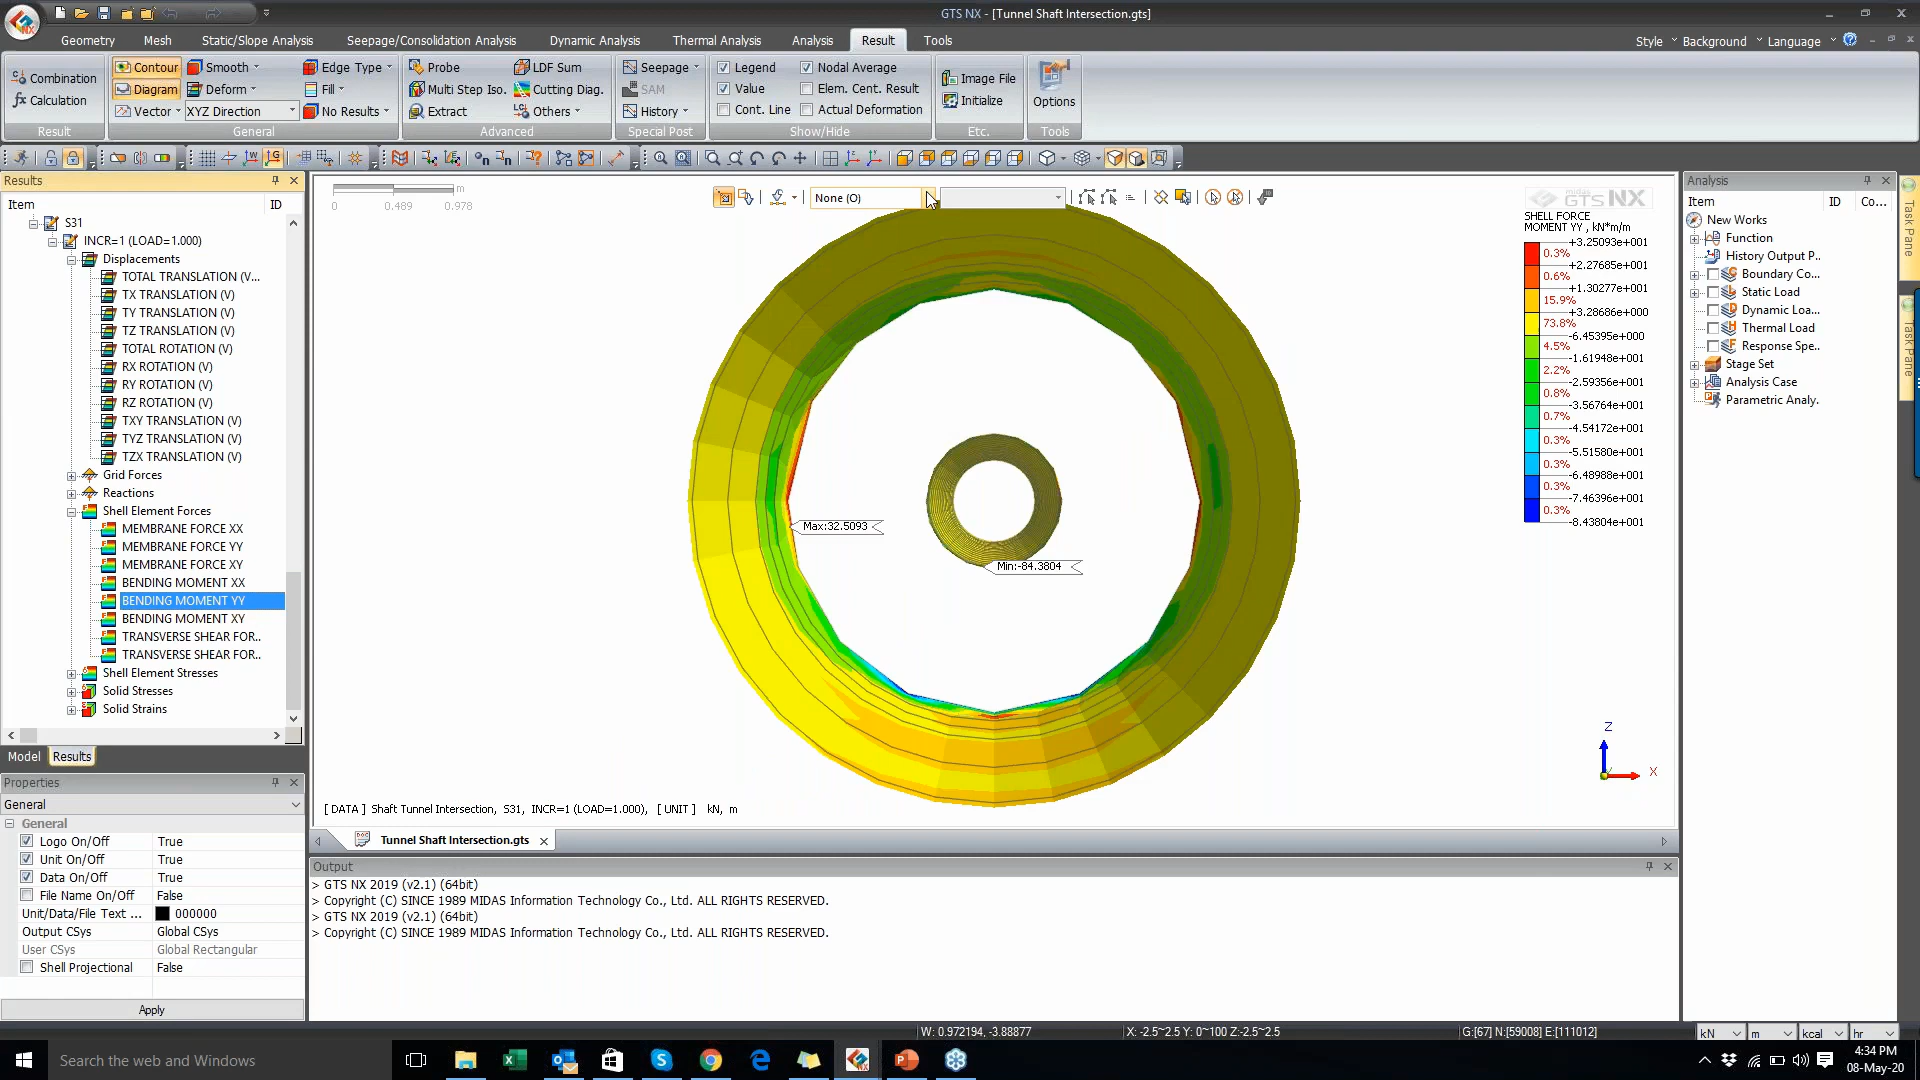 GTS NX - [Tunnel Shaft Intersection.gts]
Geometry Mesh Static/Slope Analysis Seepage/Consolidation Analysis Dynamic Analysis Thermal Analysis Analysis Result Tools
Style Background Language
Combination
Calculation
Result
Contour
Diagram
Vector
Smooth
Deform
XYZ Direction
Edge Type
Fill
No Results
General
Probe
Multi Step Iso.
Extract
LDF Sum
Cutting Diag.
Others
Advanced
Seepage
SAM
History
Special Post
Legend
Value
Cont. Line
Nodal Average
Elem. Cent. Result
Actual Deformation
Show/Hide
Image File
Initialize
Etc.
Options
Tools
Results
Item ID
S31
INCR=1 (LOAD=1.000)
Displacements
TOTAL TRANSLATION (V...
TX TRANSLATION (V)
TY TRANSLATION (V)
TZ TRANSLATION (V)
TOTAL ROTATION (V)
RX ROTATION (V)
RY ROTATION (V)
RZ ROTATION (V)
TXY TRANSLATION (V)
TYZ TRANSLATION (V)
TZX TRANSLATION (V)
Grid Forces
Reactions
Shell Element Forces
MEMBRANE FORCE XX
MEMBRANE FORCE YY
MEMBRANE FORCE XY
BENDING MOMENT XX
BENDING MOMENT YY
BENDING MOMENT XY
TRANSVERSE SHEAR FOR..
TRANSVERSE SHEAR FOR..
Shell Element Stresses
Solid Stresses
Solid Strains
Model Results
Properties
General
General
Logo On/Off True
Unit On/Off True
Data On/Off True
File Name On/Off False
Unit/Data/File Text ... 000000
Output CSys Global CSys
User CSys Global Rectangular
Shell Projectional False
Apply
m
0 0.489 0.978
None (O)
midas
GTS NX
SHELL FORCE
MOMENT YY , kN*m/m
+3.25093e+001
0.3%
+2.27685e+001
0.6%
+1.30277e+001
15.9%
+3.28686e+000
73.8%
-6.45395e+000
4.5%
-1.61948e+001
2.2%
-2.59356e+001
0.8%
-3.56764e+001
0.7%
-4.54172e+001
0.3%
-5.51580e+001
0.3%
-6.48988e+001
0.3%
-7.46396e+001
0.3%
-8.43804e+001
Max:32.5093
Min:-84.3804
Z
X
[ DATA ] Shaft Tunnel Intersection, S31, INCR=1 (LOAD=1.000), [ UNIT ] kN, m
Tunnel Shaft Intersection.gts
Output
> GTS NX 2019 (v2.1) (64bit)
> Copyright (C) SINCE 1989 MIDAS Information Technology Co., Ltd. ALL RIGHTS RESERVED.
> GTS NX 2019 (v2.1) (64bit)
> Copyright (C) SINCE 1989 MIDAS Information Technology Co., Ltd. ALL RIGHTS RESERVED.
Analysis
Item ID Co...
New Works
Function
History Output P..
Boundary Co...
Static Load
Dynamic Loa...
Thermal Load
Response Spe..
Stage Set
Analysis Case
Parametric Analy.
Task Pane
Task Pane
W: 0.972194, -3.88877 X: -2.5~2.5 Y: 0~100 Z:-2.5~2.5 G:[67] N:[59008] E:[111012] kN m kcal hr
Search the web and Windows
4:34 PM
08-May-20